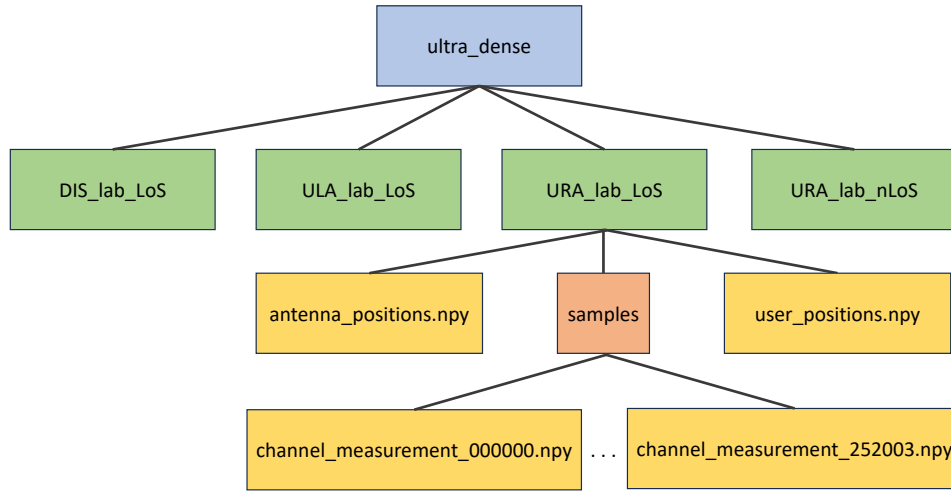 ultra_dense
DIS_lab_LoS
ULA_lab_LoS
URA_lab_LoS
URA_lab_nLoS
antenna_positions.npy
samples
user_positions.npy
channel_measurement_000000.npy
. . .
channel_measurement_252003.npy